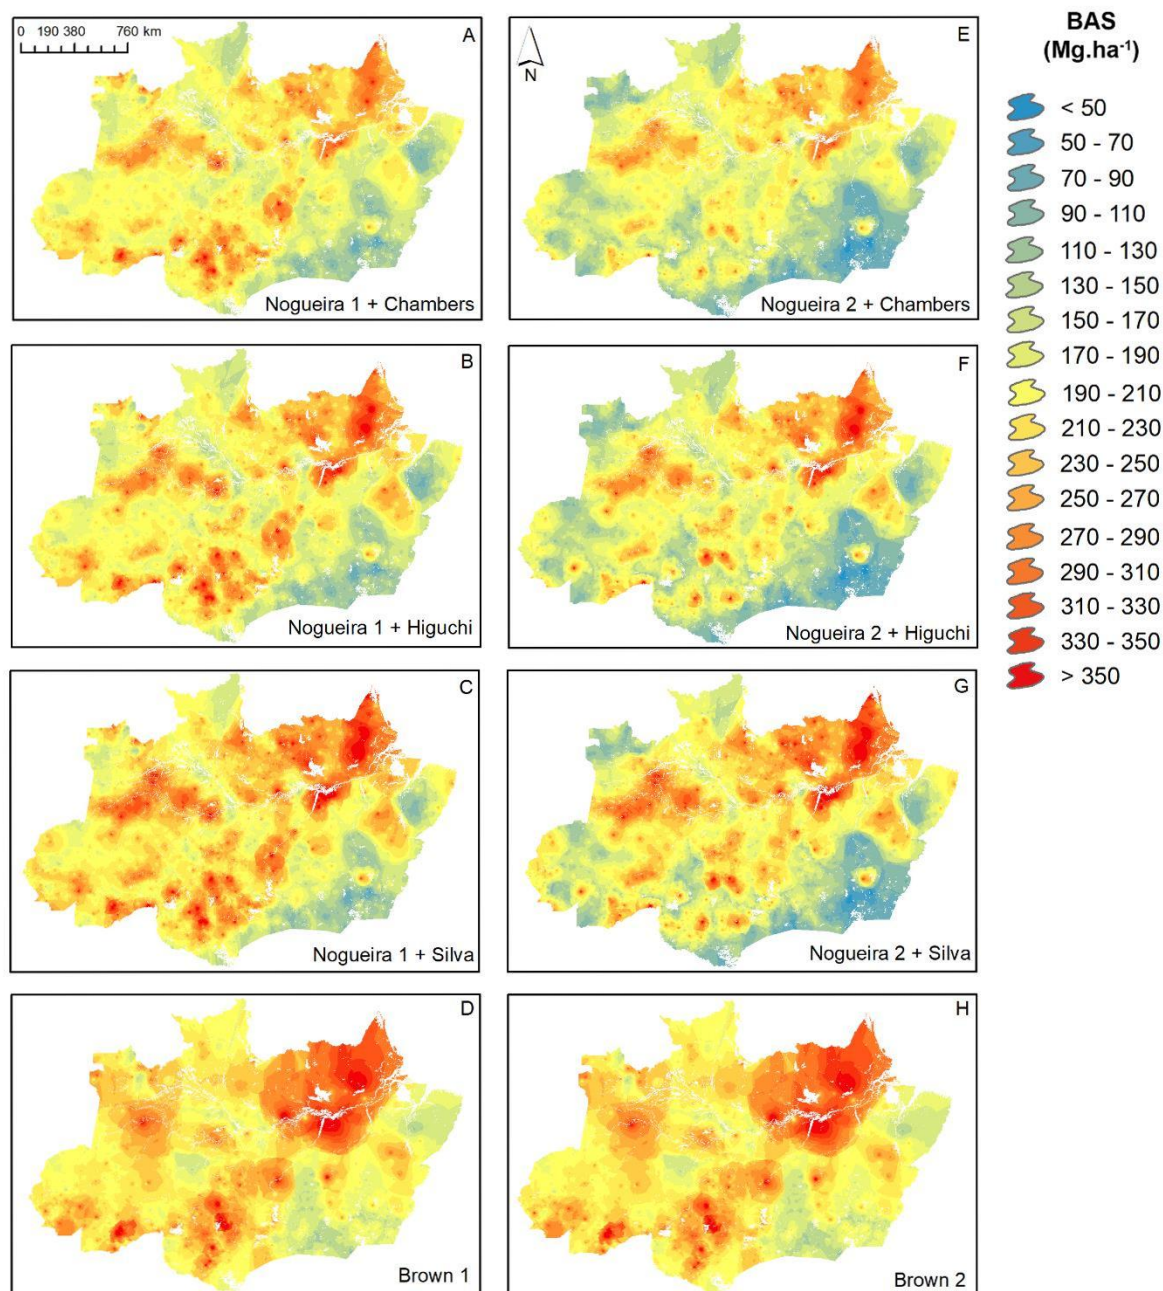 0 190 380 760 km
A
Nogueira 1 + Chambers
N
E
Nogueira 2 + Chambers
B
Nogueira 1 + Higuchi
F
Nogueira 2 + Higuchi
C
Nogueira 1 + Silva
G
Nogueira 2 + Silva
D
Brown 1
H
Brown 2
BAS
(Mg.ha⁻¹)
< 50
50 - 70
70 - 90
90 - 110
110 - 130
130 - 150
150 - 170
170 - 190
190 - 210
210 - 230
230 - 250
250 - 270
270 - 290
290 - 310
310 - 330
330 - 350
> 350